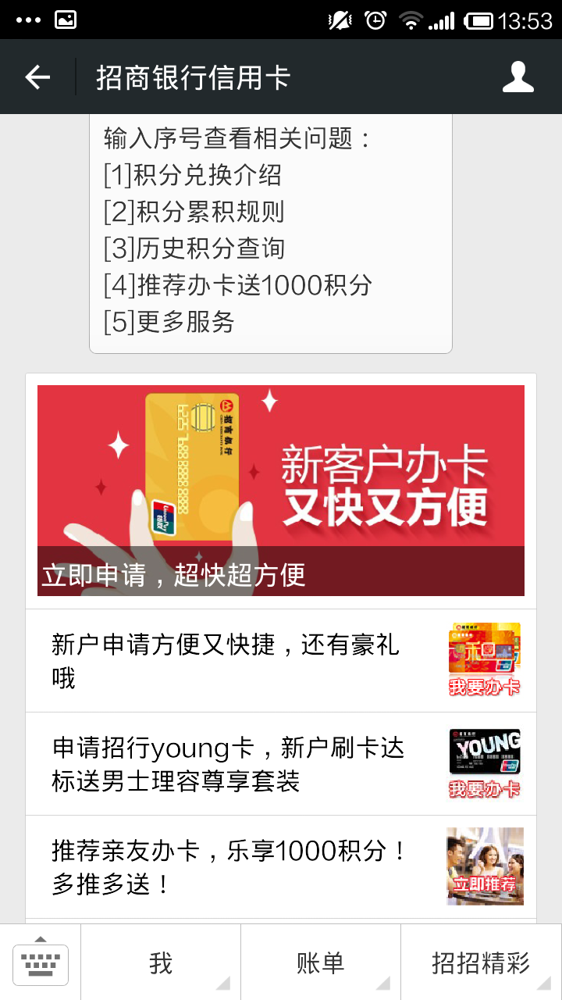 13:53
招商银行信用卡
输入序号查看相关问题：
[1]积分兑换介绍
[2]积分累积规则
[3]历史积分查询
[4]推荐办卡送1000积分
[5]更多服务
招商银行
新客户办卡
又快又方便
立即申请，超快超方便
新户申请方便又快捷，还有豪礼
哦
我要办卡
申请招行young卡，新户刷卡达
标送男士理容尊享套装
YOUNG
我要办卡
推荐亲友办卡，乐享1000积分！
多推多送！
立即推荐
我
账单
招招精彩